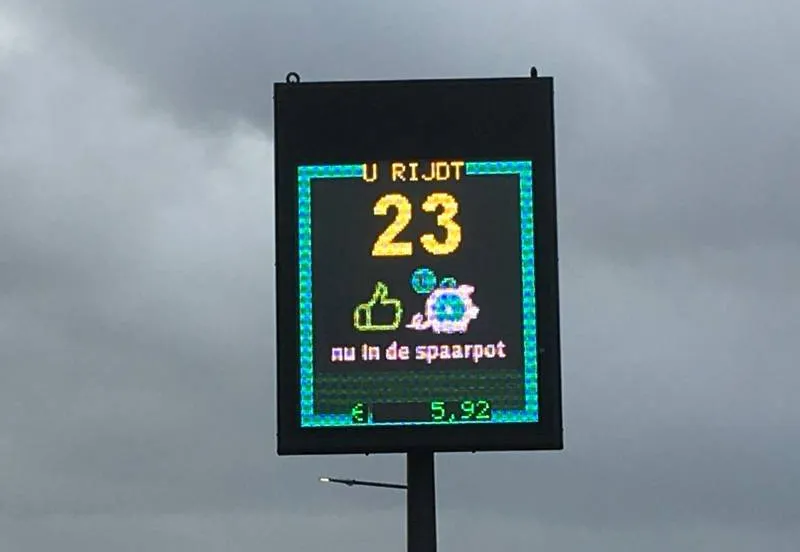 U RIJDT
23
nu in de spaarpot
€ 5,92